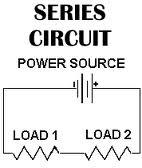 SERIES
CIRCUIT
POWER SOURCE
- +
LOAD 1 LOAD 2